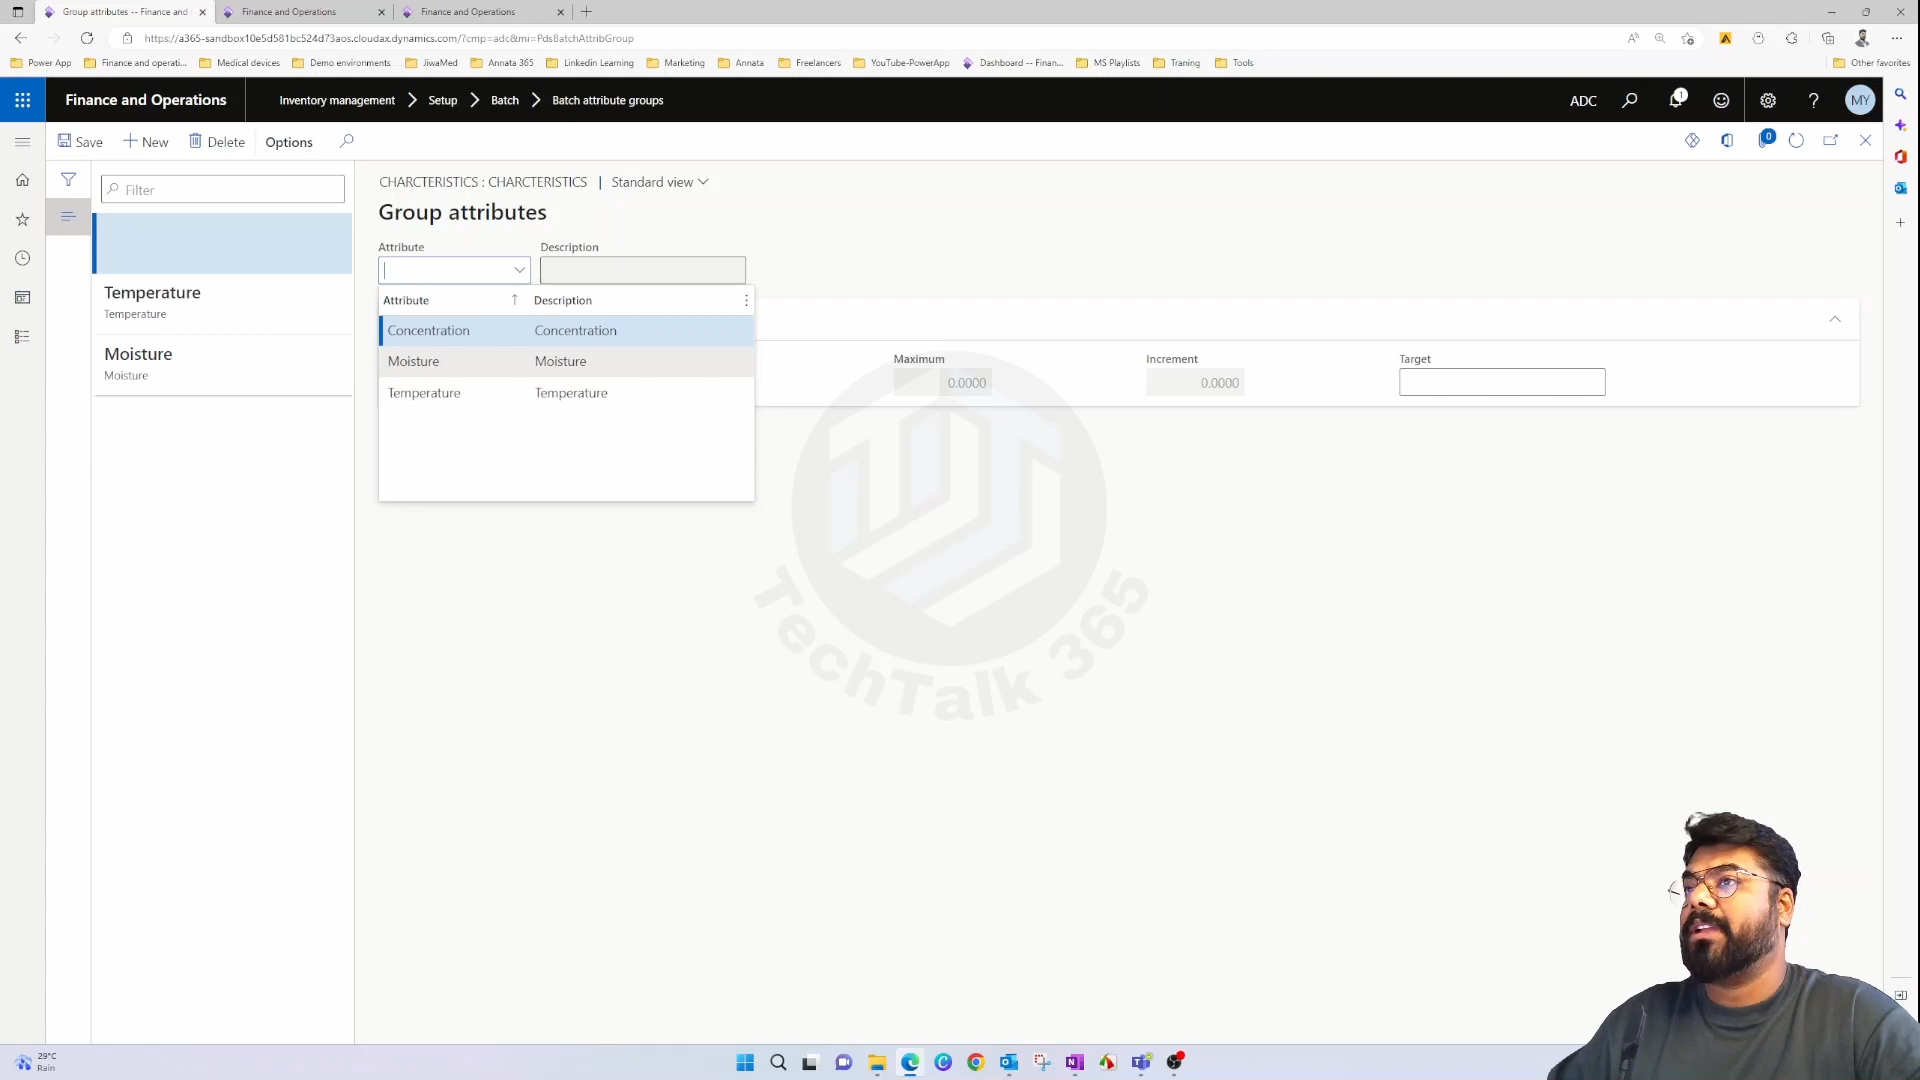 Group attributes -- Finance and
Finance and Operations
Finance and Operations
https://a365-sandbox10e5d581bc524d73aos.cloudax.dynamics.com/?cmp=adc&mi=PdsBatchAttribGroup
Power App
Finance and operati...
Medical devices
Demo environments
JiwaMed
Annata 365
Linkedin Learning
Marketing
Annata
Freelancers
YouTube-PowerApp
Dashboard -- Finan...
MS Playlists
Traning
Tools
Other favorites
Finance and Operations
Inventory management
Setup
Batch
Batch attribute groups
ADC
1
MY
Save
New
Delete
Options
0
Filter
Temperature
Temperature
Moisture
Moisture
CHARCTERISTICS : CHARCTERISTICS | Standard view
Group attributes
Attribute Description
Attribute Description
Concentration Concentration
Moisture Moisture
Temperature Temperature
Maximum Increment Target
0.0000 0.0000
TechTalk 365
29°C
Rain